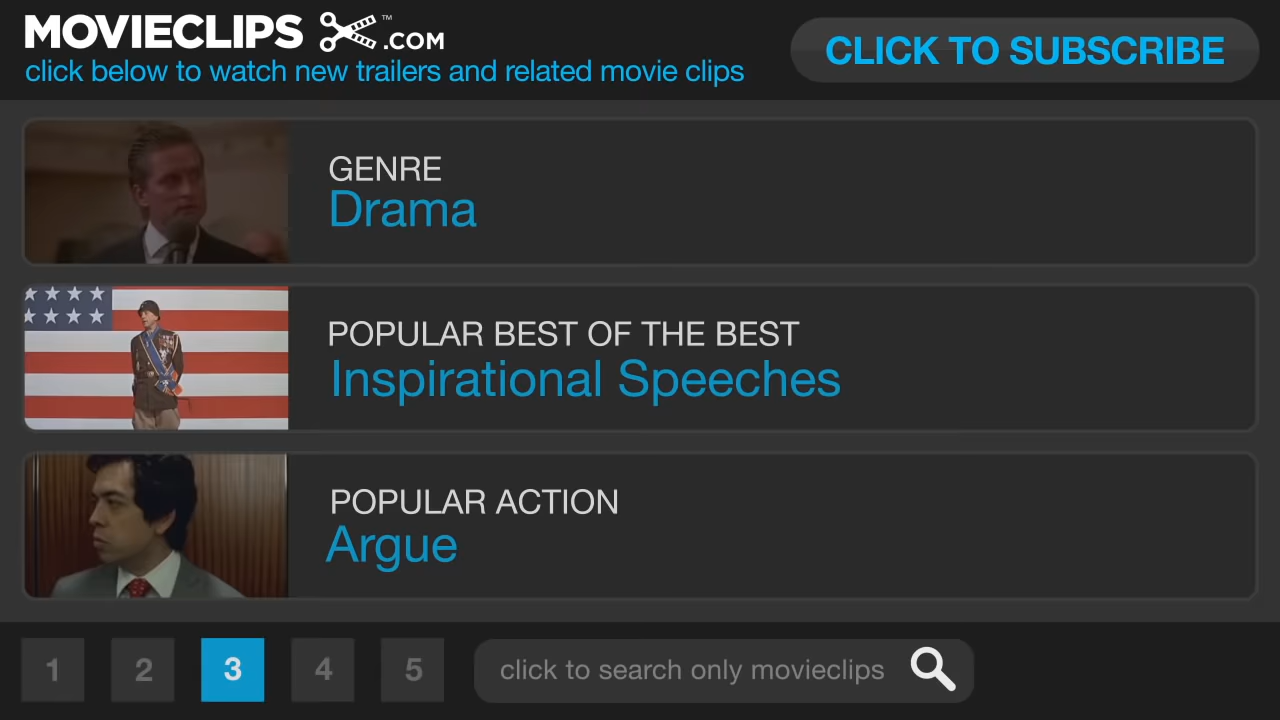 MOVIECLIPS ™ .COM
click below to watch new trailers and related movie clips
CLICK TO SUBSCRIBE
GENRE
Drama
POPULAR BEST OF THE BEST
Inspirational Speeches
POPULAR ACTION
Argue
1 2 3 4 5
click to search only movieclips